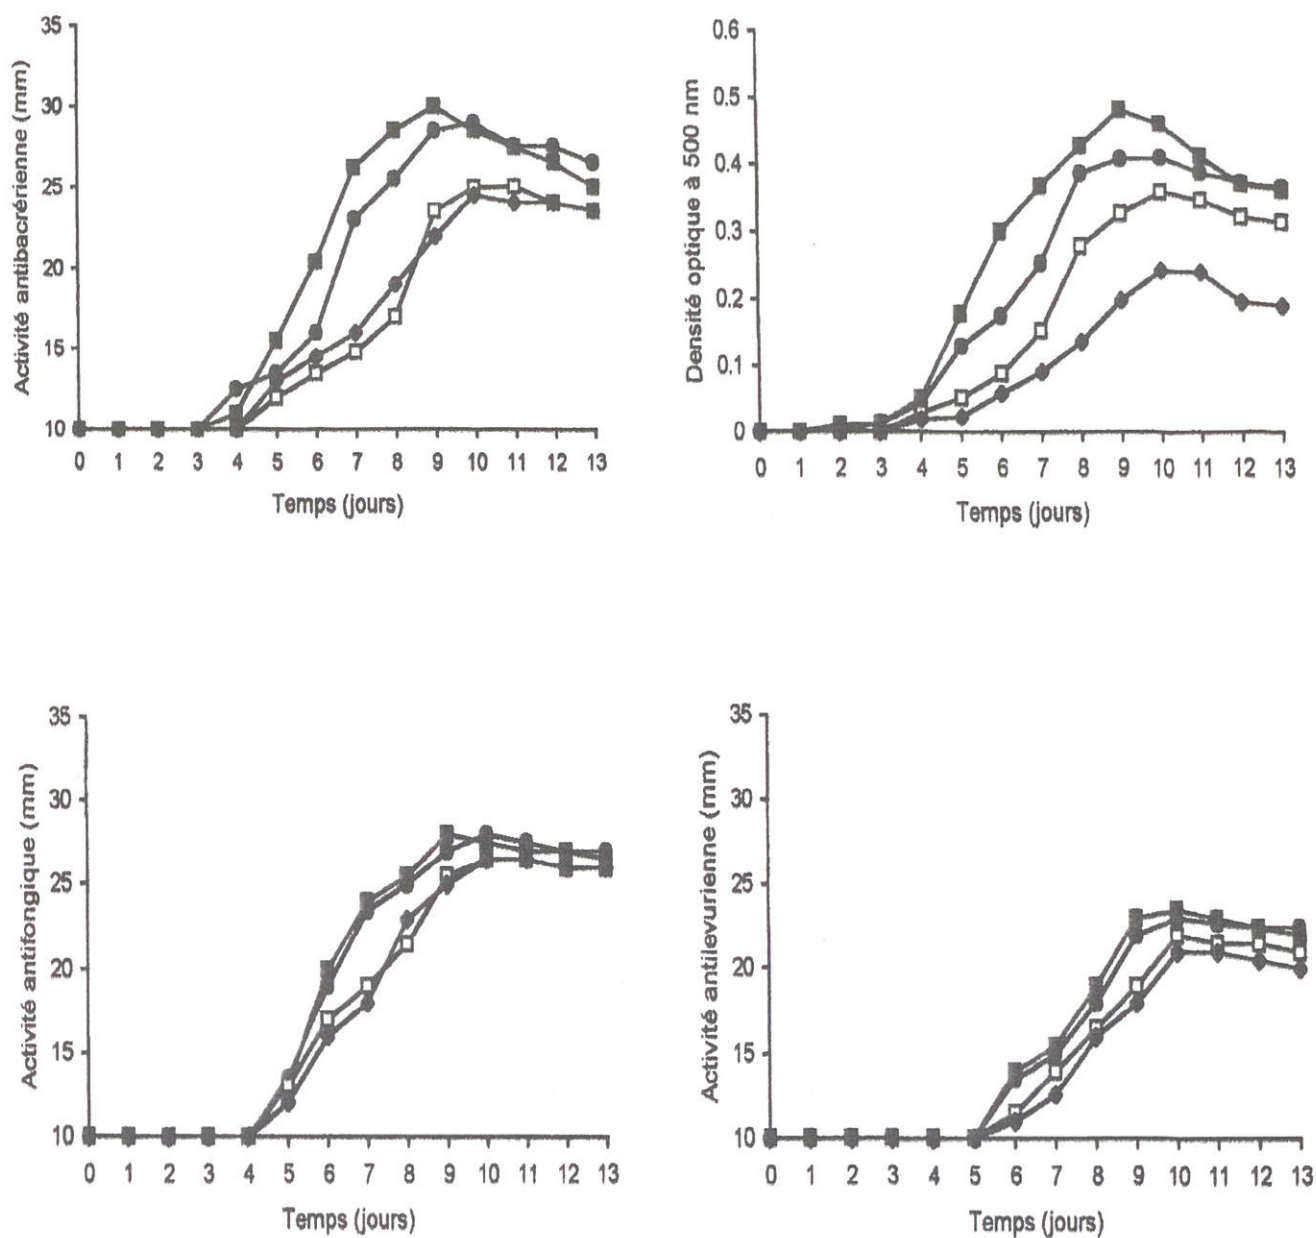 Activité antibacrérienne (mm)
35
30
25
20
15
10
0 1 2 3 4 5 6 7 8 9 10 11 12 13
Temps (jours)
Densité optique à 500 nm
0.6
0.5
0.4
0.3
0.2
0.1
0
0 1 2 3 4 5 6 7 8 9 10 11 12 13
Temps (jours)
Activité antifongique (mm)
35
30
25
20
15
10
0 1 2 3 4 5 6 7 9 10 11 12 13
Temps (jours)
Activité antilevurienne (mm)
35
30
25
20
15
10
0 1 2 3 4 5 6 7 8 9 10 11 12 13
Temps (jours)